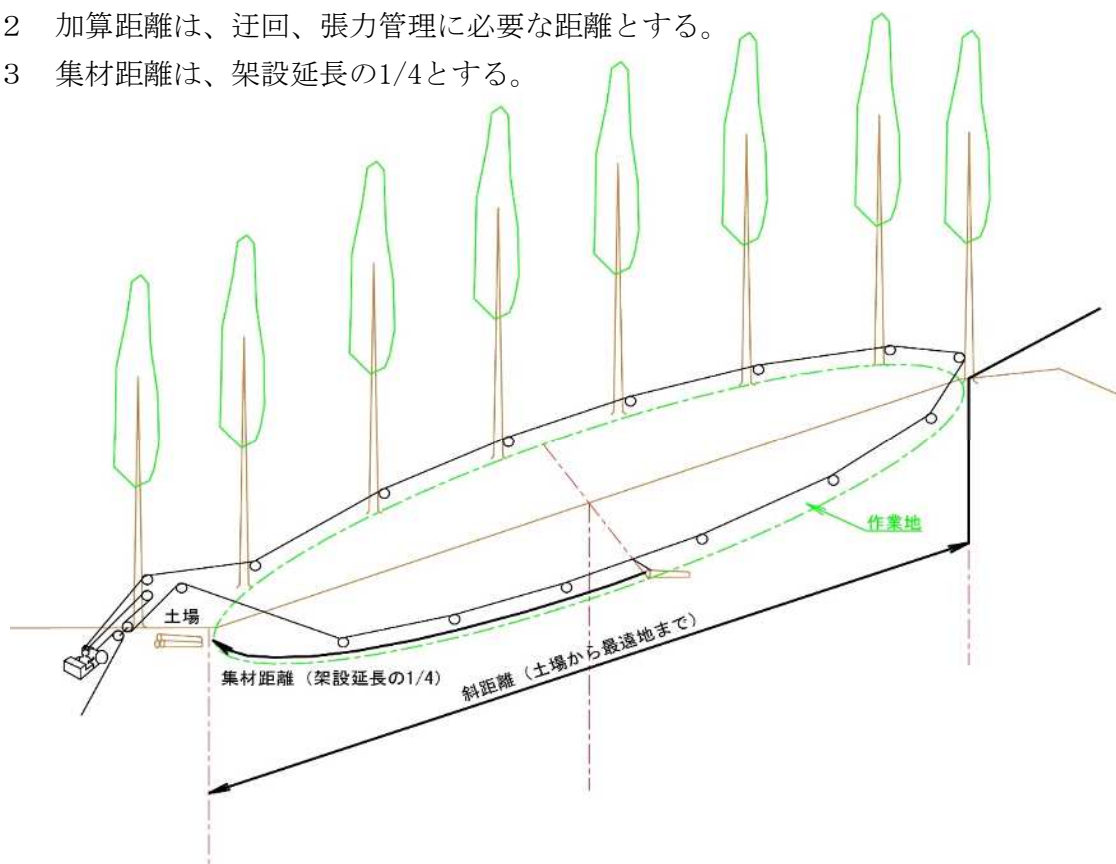 2　加算距離は、迂回、張力管理に必要な距離とする。
3　集材距離は、架設延長の1/4とする。
作業地
土場
集材距離（架設延長の1/4）
斜距離（土場から最遠地まで）